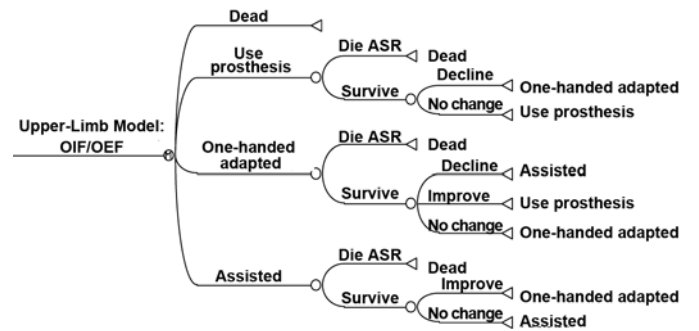 Dead
Use
prosthesis
Die ASR
Dead
Survive
Decline
One-handed adapted
No change
Use prosthesis
Upper-Limb Model:
OIF/OEF
One-handed
adapted
Die ASR
Dead
Survive
Decline
Assisted
Improve
Use prosthesis
No change
One-handed adapted
Assisted
Die ASR
Dead
Survive
Improve
One-handed adapted
No change
Assisted